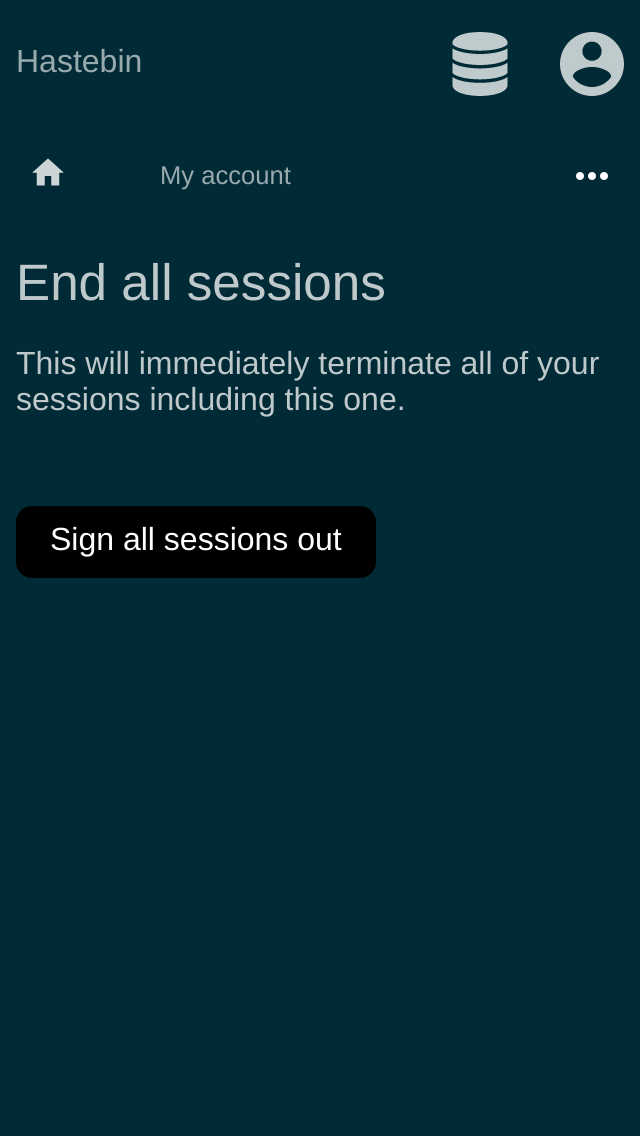 Hastebin
My account
End all sessions
This will immediately terminate all of your
sessions including this one.
Sign all sessions out